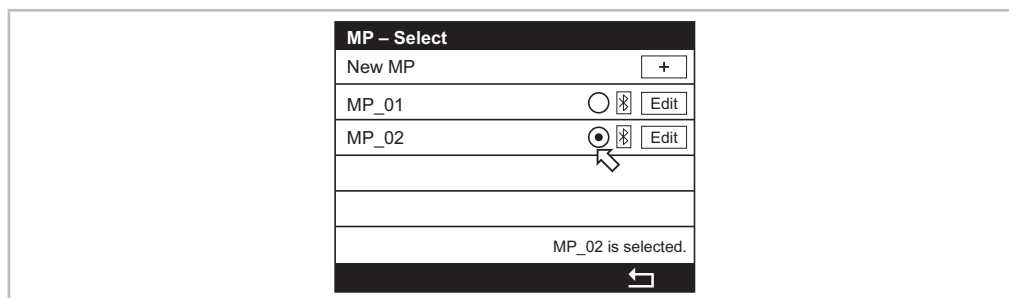 MP – Select
New MP +
MP_01 Edit
MP_02 Edit
MP_02 is selected.